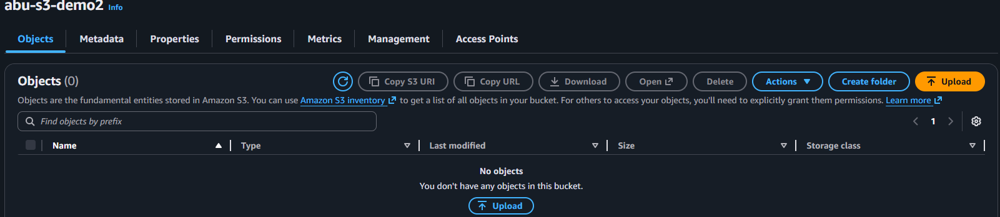 abu-s3-demo2 Info
Objects Metadata Properties Permissions Metrics Management Access Points
Objects (0) Copy S3 URI Copy URL Download Open Delete Actions Create folder Upload
Objects are the fundamental entities stored in Amazon S3. You can use Amazon S3 inventory to get a list of all objects in your bucket. For others to access your objects, you'll need to explicitly grant them permissions. Learn more
Find objects by prefix 1
Name Type Last modified Size Storage class
No objects
You don't have any objects in this bucket.
Upload